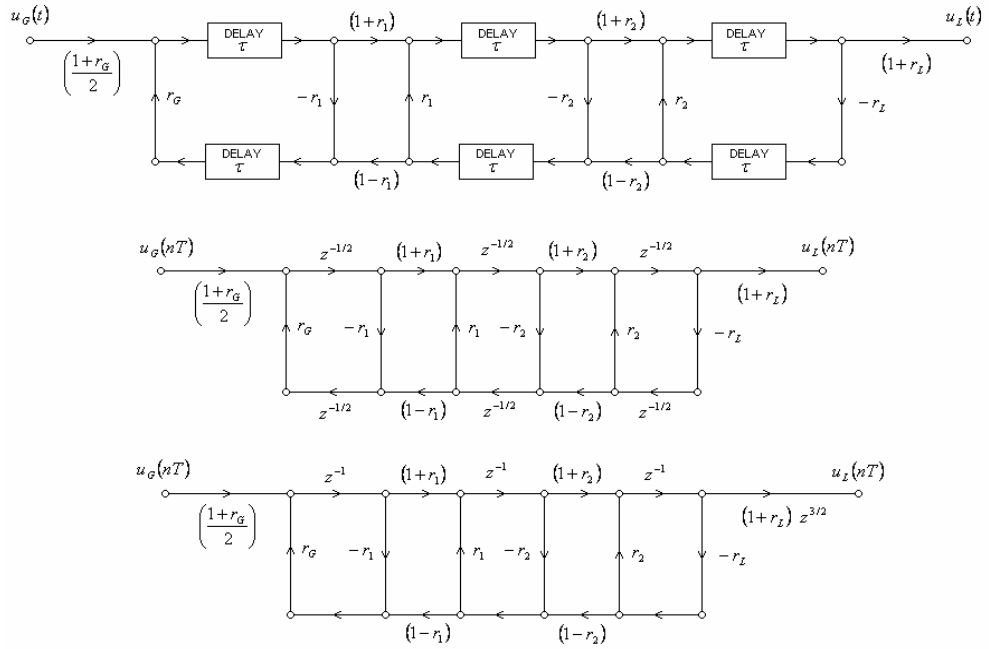 u_G(t) (1+r_1) (1+r_2) u_L(t)
DELAY τ DELAY τ DELAY τ
((1+r_G)/2) (1+r_L)
r_G −r_1 r_1 −r_2 r_2 −r_L
DELAY τ DELAY τ DELAY τ
(1−r_1) (1−r_2)
u_G(nT) z^{-1/2} (1+r_1) z^{-1/2} (1+r_2) z^{-1/2} u_L(nT)
((1+r_G)/2) (1+r_L)
r_G −r_1 r_1 −r_2 r_2 −r_L
z^{-1/2} (1−r_1) z^{-1/2} (1−r_2) z^{-1/2}
u_G(nT) z^{-1} (1+r_1) z^{-1} (1+r_2) z^{-1} u_L(nT)
((1+r_G)/2) (1+r_L) z^{3/2}
r_G −r_1 r_1 −r_2 r_2 −r_L
(1−r_1) (1−r_2)